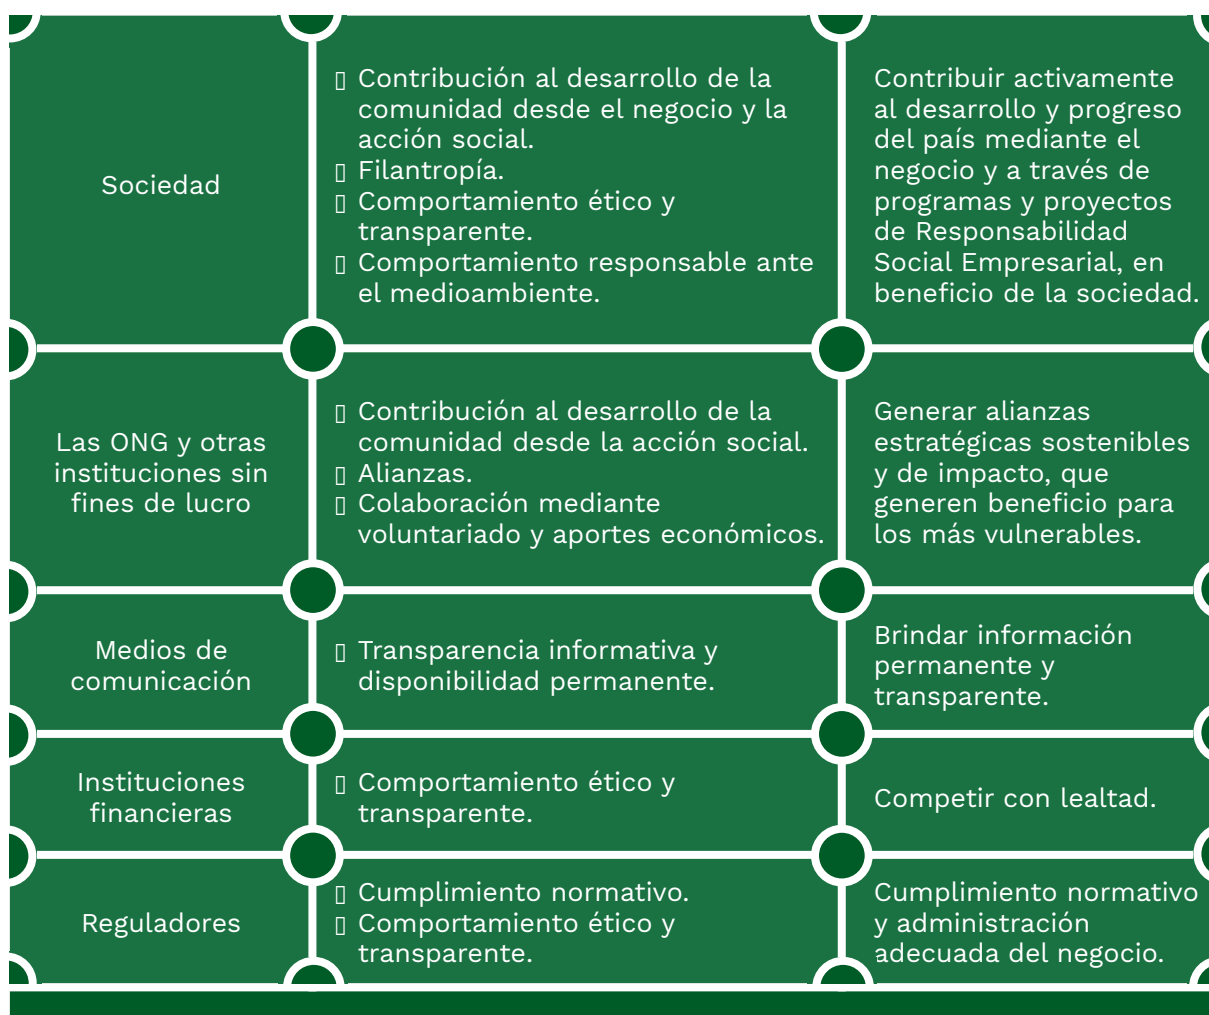 Sociedad
▯ Contribución al desarrollo de la
comunidad desde el negocio y la
acción social.
▯ Filantropía.
▯ Comportamiento ético y
transparente.
▯ Comportamiento responsable ante
el medioambiente.
Contribuir activamente
al desarrollo y progreso
del país mediante el
negocio y a través de
programas y proyectos
de Responsabilidad
Social Empresarial, en
beneficio de la sociedad.
Las ONG y otras
instituciones sin
fines de lucro
▯ Contribución al desarrollo de la
comunidad desde la acción social.
▯ Alianzas.
▯ Colaboración mediante
voluntariado y aportes económicos.
Generar alianzas
estratégicas sostenibles
y de impacto, que
generen beneficio para
los más vulnerables.
Medios de
comunicación
▯ Transparencia informativa y
disponibilidad permanente.
Brindar información
permanente y
transparente.
Instituciones
financieras
▯ Comportamiento ético y
transparente.
Competir con lealtad.
Reguladores
▯ Cumplimiento normativo.
▯ Comportamiento ético y
transparente.
Cumplimiento normativo
y administración
adecuada del negocio.